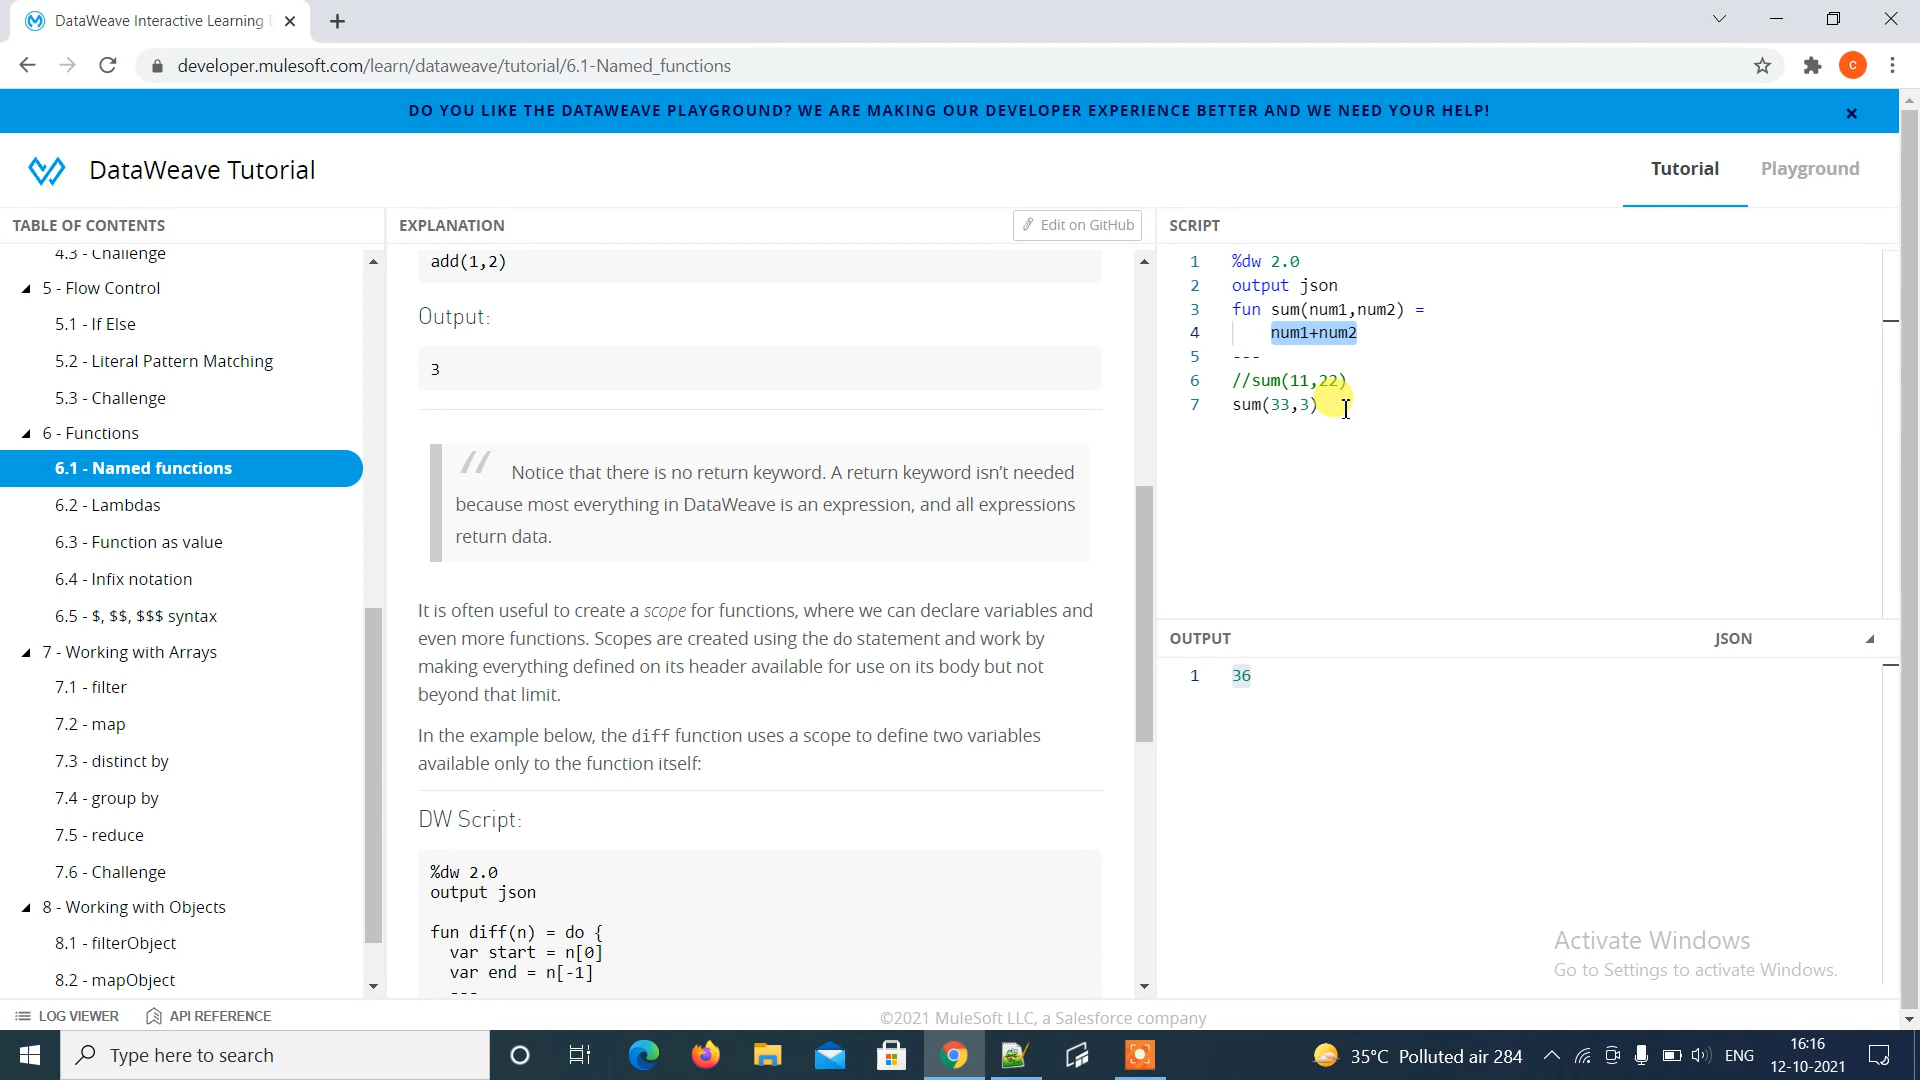 DataWeave Interactive Learning
developer.mulesoft.com/learn/dataweave/tutorial/6.1-Named_functions
C
DO YOU LIKE THE DATAWEAVE PLAYGROUND? WE ARE MAKING OUR DEVELOPER EXPERIENCE BETTER AND WE NEED YOUR HELP!
DataWeave Tutorial
Tutorial
Playground
TABLE OF CONTENTS
4.3 - Challenge
5 - Flow Control
5.1 - If Else
5.2 - Literal Pattern Matching
5.3 - Challenge
6 - Functions
6.1 - Named functions
6.2 - Lambdas
6.3 - Function as value
6.4 - Infix notation
6.5 - $, $$, $$$ syntax
7 - Working with Arrays
7.1 - filter
7.2 - map
7.3 - distinct by
7.4 - group by
7.5 - reduce
7.6 - Challenge
8 - Working with Objects
8.1 - filterObject
8.2 - mapObject
EXPLANATION
Edit on GitHub
add(1,2)
Output:
3
Notice that there is no return keyword. A return keyword isn't needed
because most everything in DataWeave is an expression, and all expressions
return data.
It is often useful to create a scope for functions, where we can declare variables and
even more functions. Scopes are created using the do statement and work by
making everything defined on its header available for use on its body but not
beyond that limit.
In the example below, the diff function uses a scope to define two variables
available only to the function itself:
DW Script:
%dw 2.0
output json
fun diff(n) = do {
var start = n[0]
var end = n[-1]
---
SCRIPT
1 %dw 2.0
2 output json
3 fun sum(num1,num2) =
4 num1+num2
5 ---
6 //sum(11,22)
7 sum(33,3)
OUTPUT
JSON
1 36
Activate Windows
Go to Settings to activate Windows.
LOG VIEWER
API REFERENCE
©2021 MuleSoft LLC, a Salesforce company
Type here to search
35°C Polluted air 284
ENG
16:16
12-10-2021